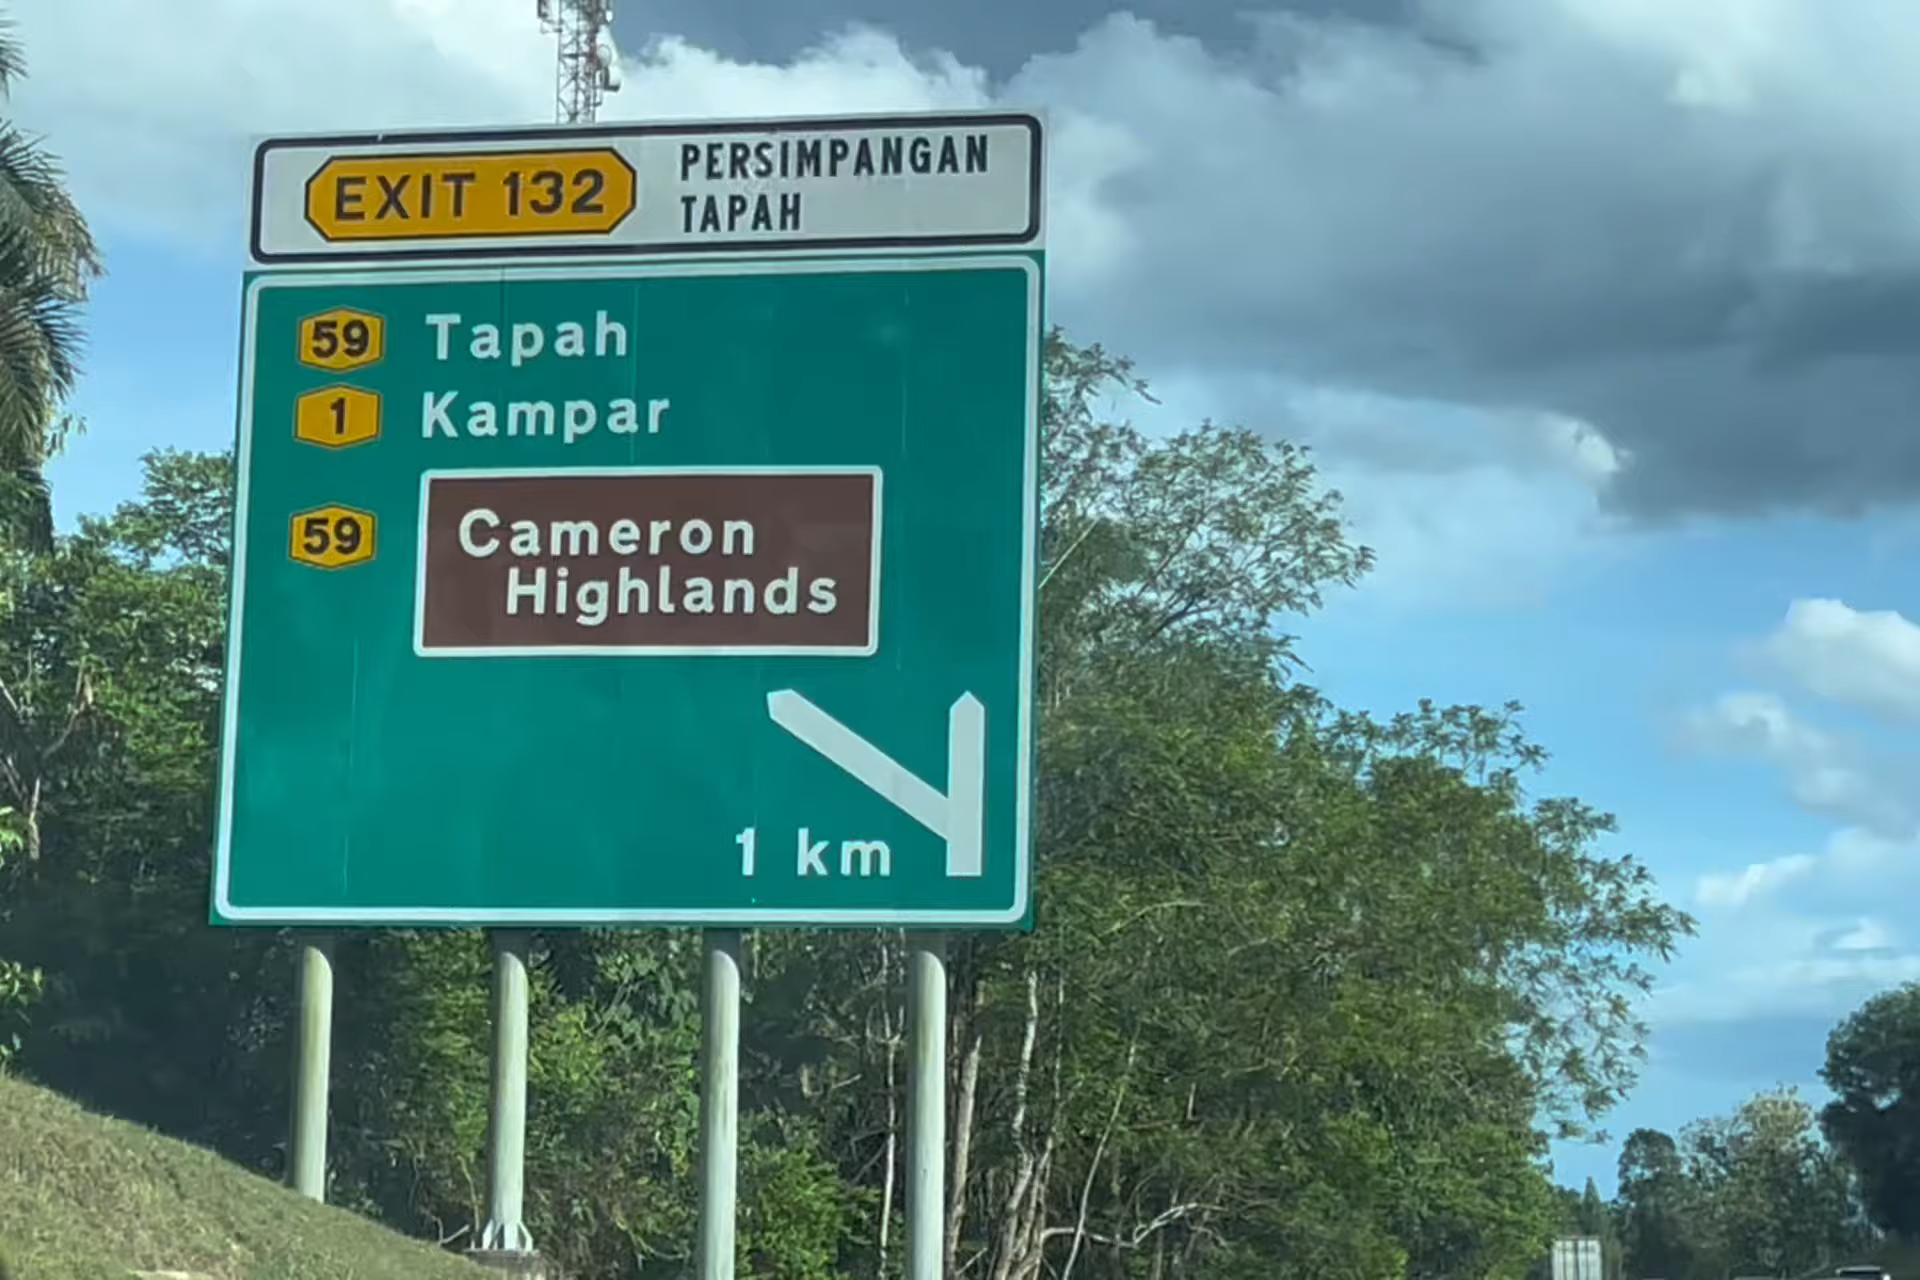 EXIT 132
PERSIMPANGAN
TAPAH
59 Tapah
1 Kampar
59 Cameron
Highlands
1 km